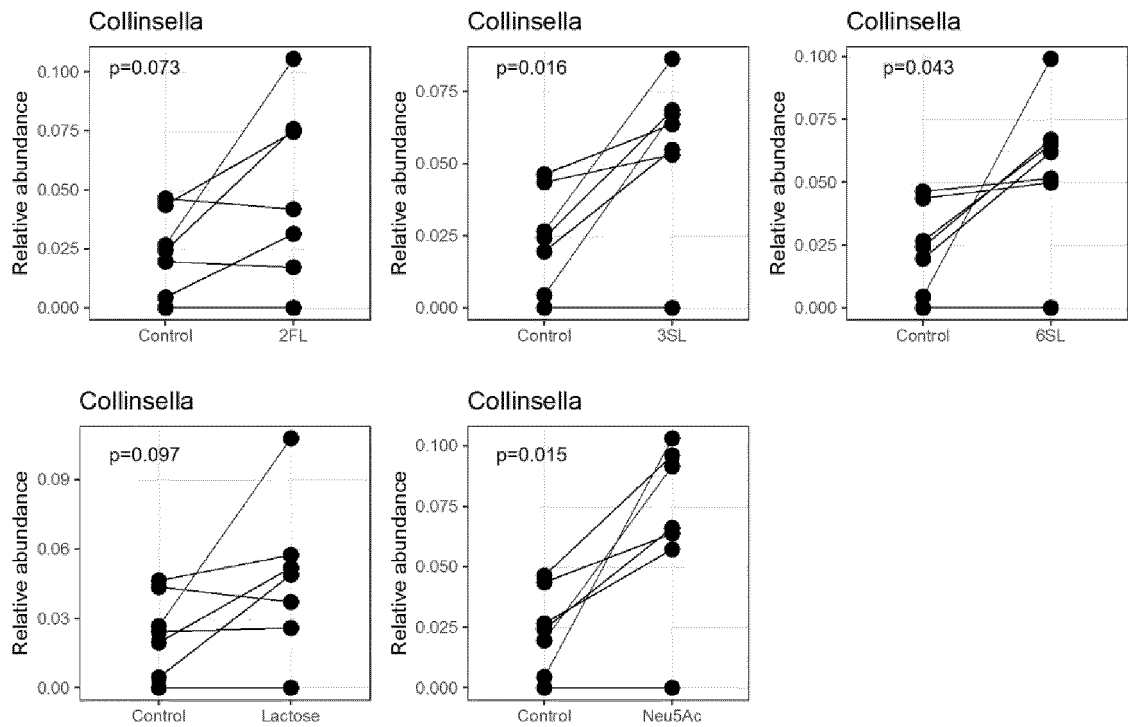 Collinsella
Collinsella
Collinsella
p=0.073
p=0.016
p=0.043
Relative abundance
0.100
0.075
0.050
0.025
0.000
Control
2FL
Relative abundance
0.075
0.050
0.025
0.000
Control
3SL
Relative abundance
0.100
0.075
0.050
0.025
0.000
Control
6SL
Collinsella
Collinsella
p=0.097
p=0.015
Relative abundance
0.09
0.06
0.03
0.00
Control
Lactose
Relative abundance
0.100
0.075
0.050
0.025
0.000
Control
Neu5Ac